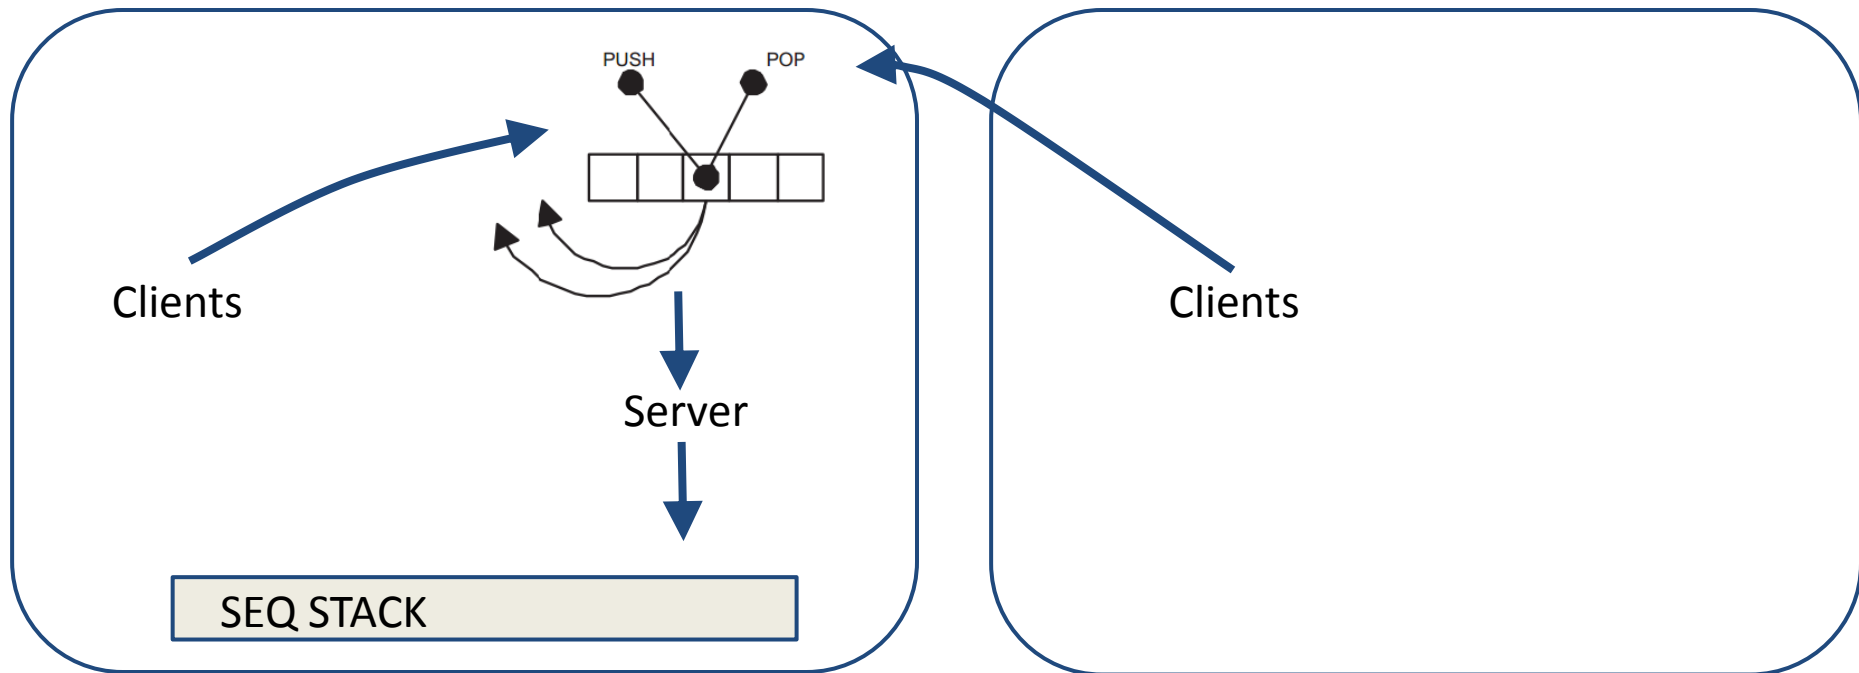 PUSH
POP
Clients
Clients
Server
SEQ STACK